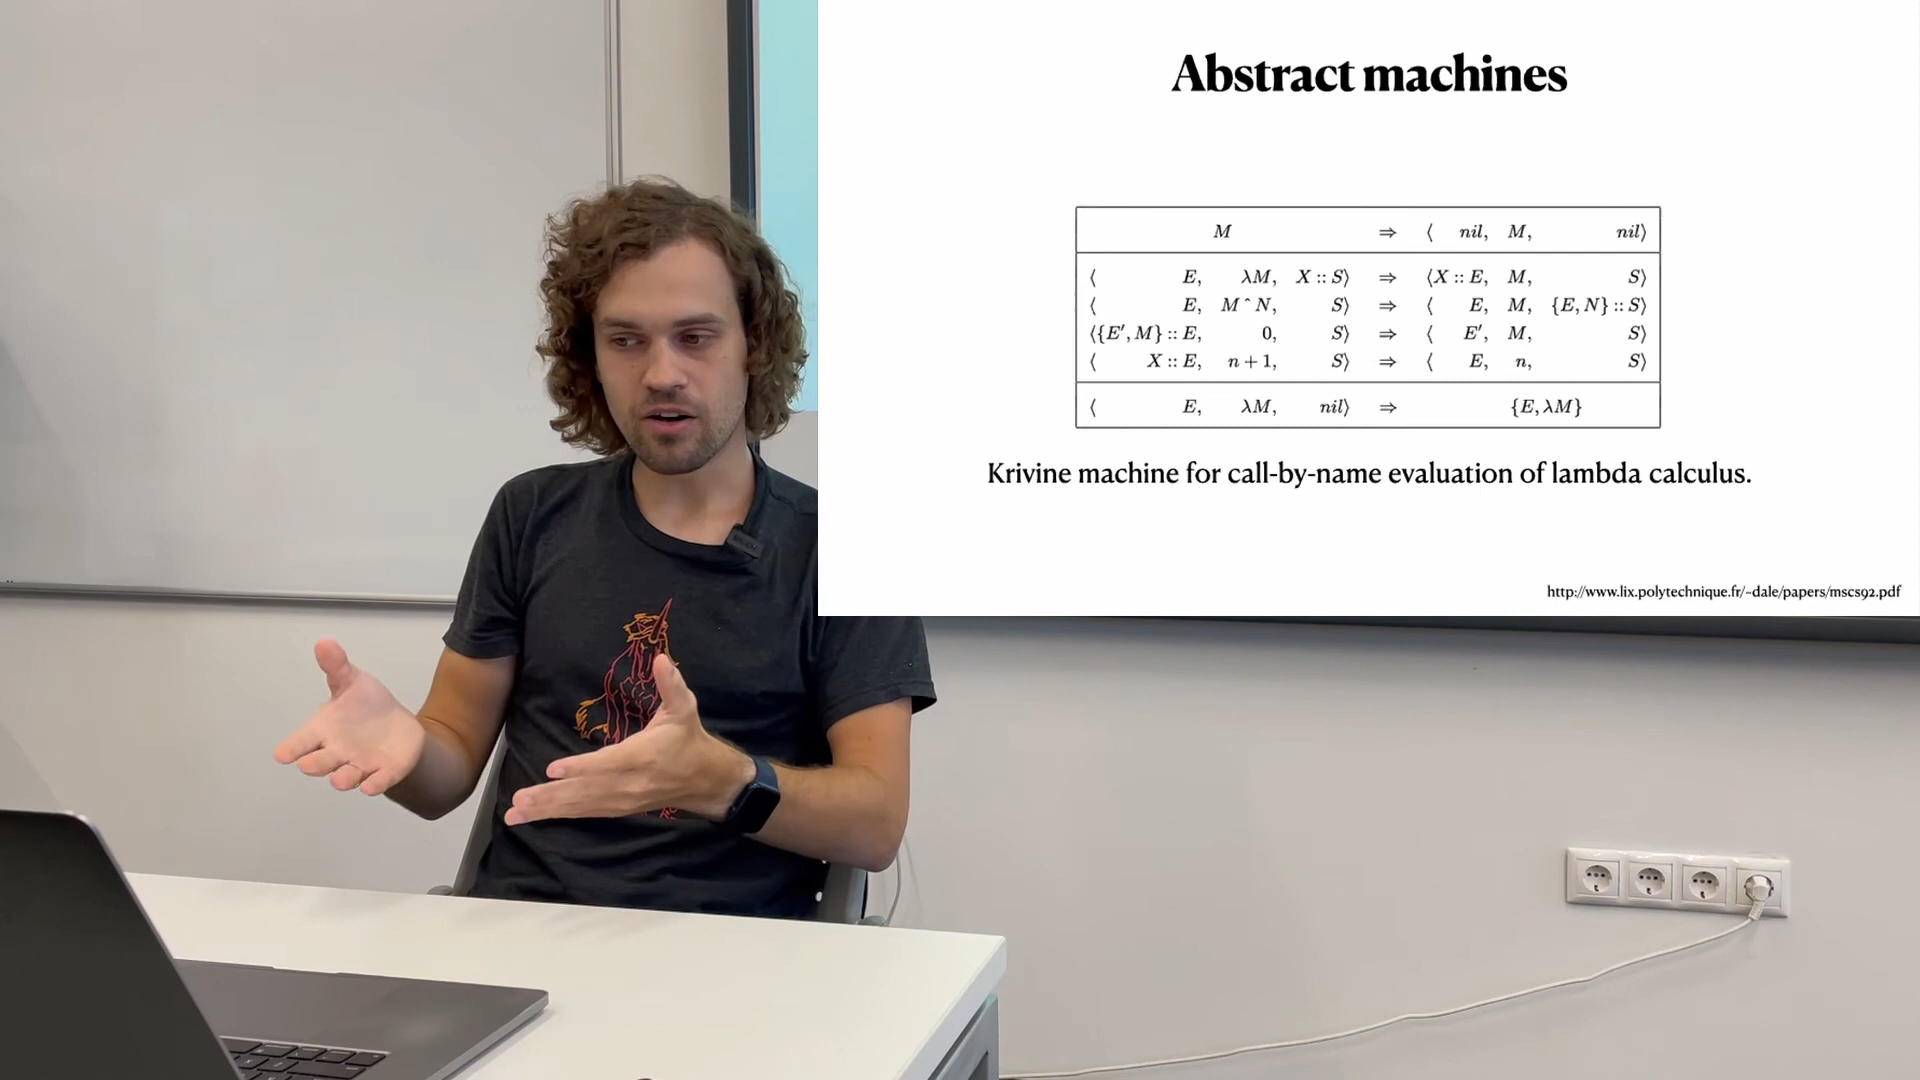 Abstract machines
M ⇒ ⟨ nil, M, nil⟩
⟨ E, λM, X :: S⟩ ⇒ ⟨X :: E, M, S⟩
⟨ E, M ^ N, S⟩ ⇒ ⟨ E, M, {E, N} :: S⟩
⟨{E′, M} :: E, 0, S⟩ ⇒ ⟨ E′, M, S⟩
⟨ X :: E, n + 1, S⟩ ⇒ ⟨ E, n, S⟩
⟨ E, λM, nil⟩ ⇒ {E, λM}
Krivine machine for call-by-name evaluation of lambda calculus.
http://www.lix.polytechnique.fr/~dale/papers/mscs92.pdf